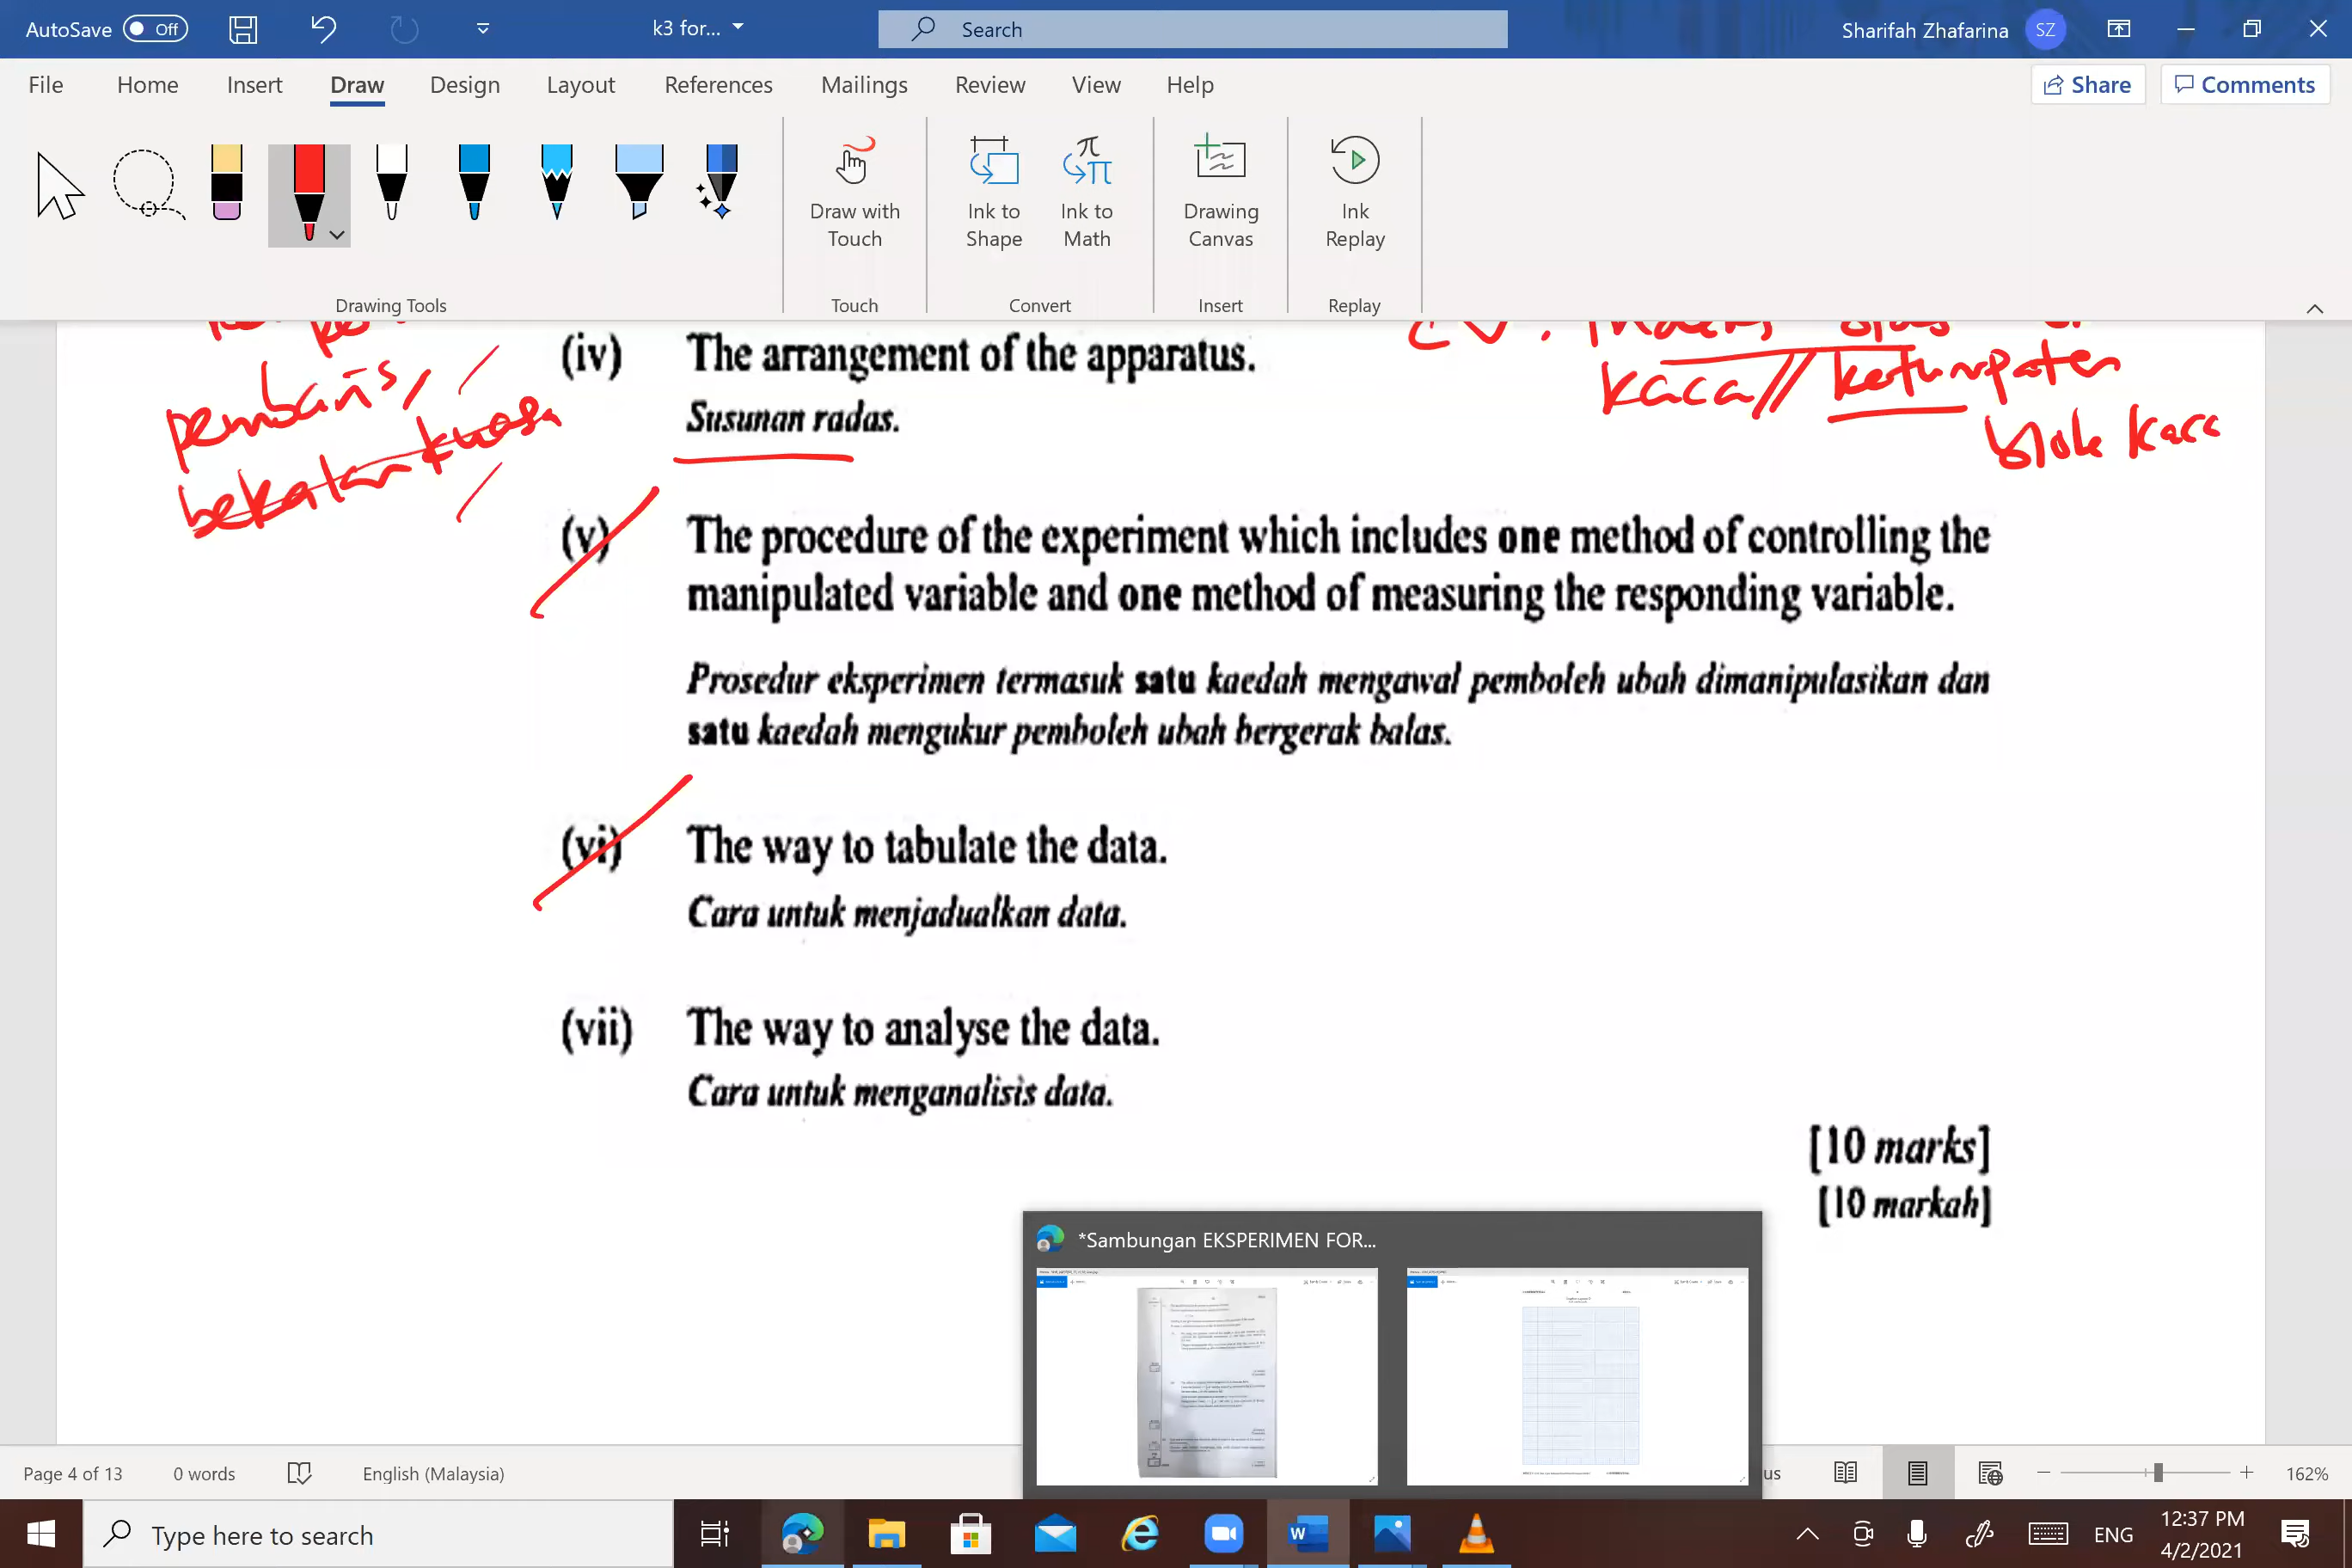 AutoSave Off k3 for... Search Sharifah Zhafarina SZ
File Home Insert Draw Design Layout References Mailings Review View Help Share Comments
Draw with Touch
Ink to Shape
Ink to Math
Drawing Canvas
Ink Replay
Drawing Tools Touch Convert Insert Replay
kaca// ketumpatan
blok kaca
bekalan kuasa
(iv) The arrangement of the apparatus.
Susunan radas.
(v) The procedure of the experiment which includes one method of controlling the
manipulated variable and one method of measuring the responding variable.
Prosedur eksperimen termasuk satu kaedah mengawal pemboleh ubah dimanipulasikan dan
satu kaedah mengukur pemboleh ubah bergerak balas.
(vi) The way to tabulate the data.
Cara untuk menjadualkan data.
(vii) The way to analyse the data.
Cara untuk menganalisis data.
[10 marks]
[10 markah]
*Sambungan EKSPERIMEN FOR...
Page 4 of 13 0 words English (Malaysia) us 162%
Type here to search ENG 12:37 PM
4/2/2021